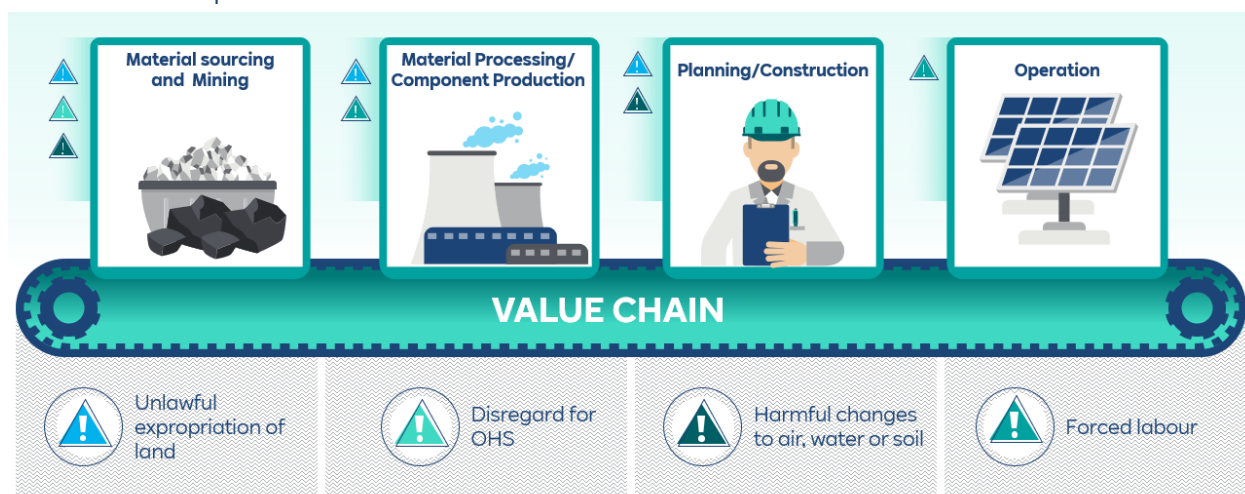 Material sourcing
and Mining
Material Processing/
Component Production
Planning/Construction
Operation
VALUE CHAIN
Unlawful
expropriation of
land
Disregard for
OHS
Harmful changes
to air, water or soil
Forced labour